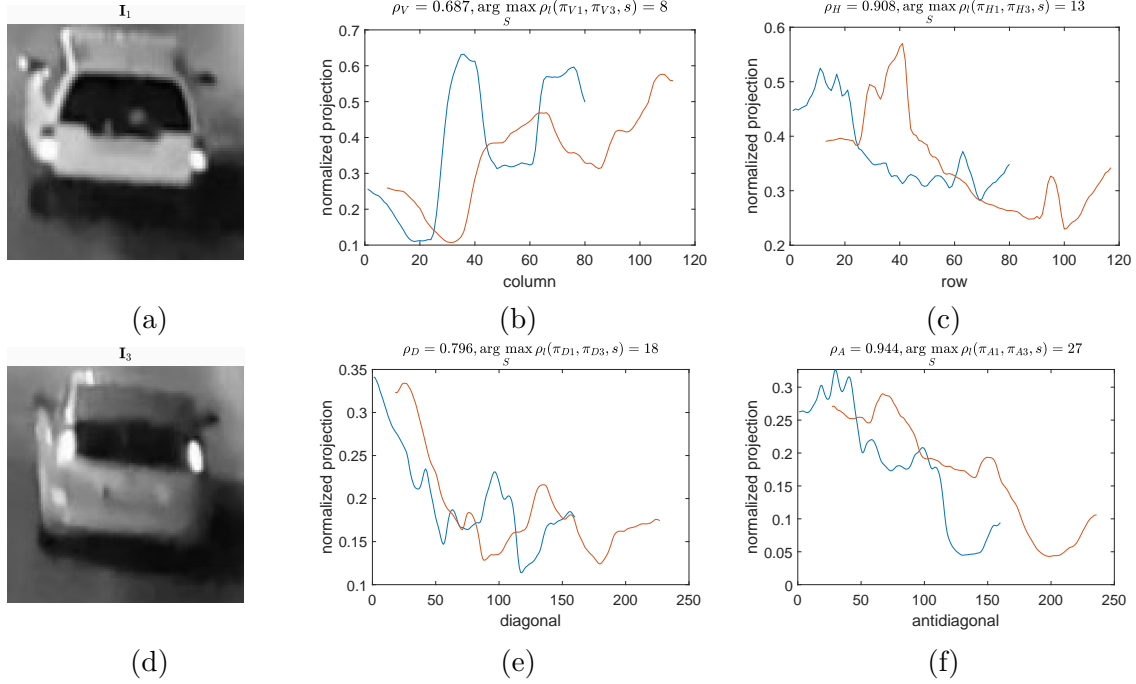 I₁
ρ_V = 0.687, arg max_S ρ_l(π_V1, π_V3, s) = 8
normalized projection
0.7
0.6
0.5
0.4
0.3
0.2
0.1
0 20 40 60 80 100 120
column
ρ_H = 0.908, arg max_S ρ_l(π_H1, π_H3, s) = 13
normalized projection
0.6
0.5
0.4
0.3
0.2
0 20 40 60 80 100 120
row
(a)
(b)
(c)
I₃
ρ_D = 0.796, arg max_S ρ_l(π_D1, π_D3, s) = 18
normalized projection
0.35
0.3
0.25
0.2
0.15
0.1
0 50 100 150 200 250
diagonal
ρ_A = 0.944, arg max_S ρ_l(π_A1, π_A3, s) = 27
normalized projection
0.3
0.25
0.2
0.15
0.1
0.05
0
0 50 100 150 200 250
antidiagonal
(d)
(e)
(f)